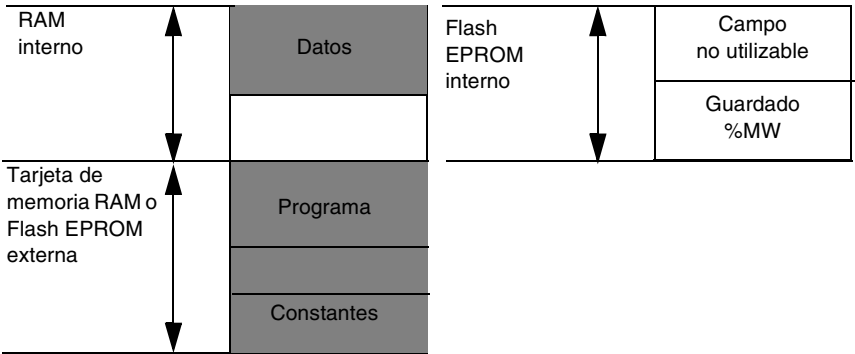 RAM
interno
Datos
Tarjeta de
memoria RAM o
Flash EPROM
externa
Programa
Constantes
Flash
EPROM
interno
Campo
no utilizable
Guardado
%MW